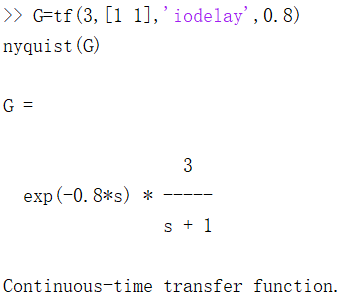 >> G=tf(3,[1 1],'iodelay',0.8)
nyquist(G)
G =
3
exp(-0.8*s) * -----
s + 1
Continuous-time transfer function.